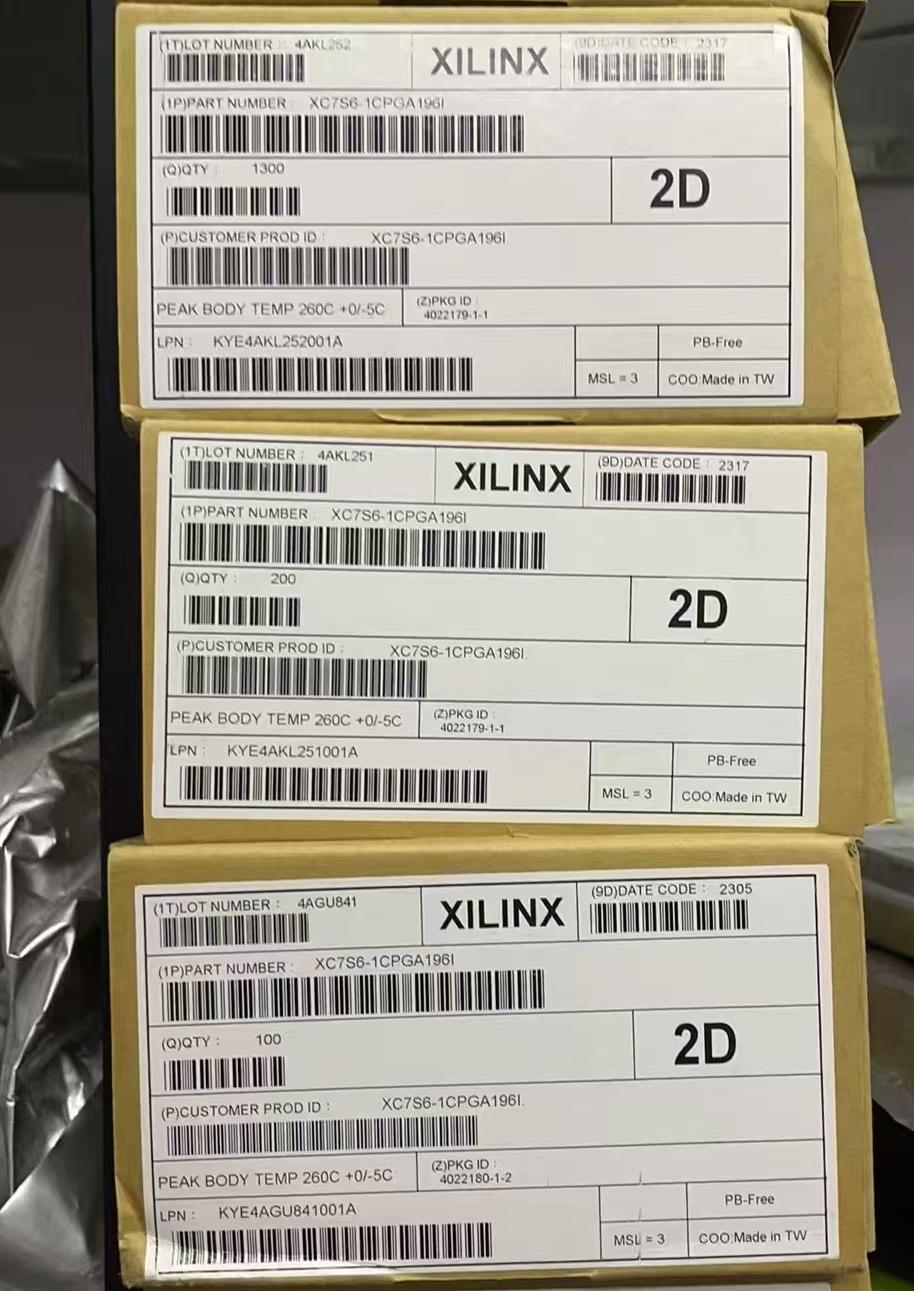 (1T)LOT NUMBER : 4AKL252
XILINX
(9D)DATE CODE : 2317
(1P)PART NUMBER XC7S6-1CPGA196I
(Q)QTY : 1300
2D
(P)CUSTOMER PROD ID : XC7S6-1CPGA196I
PEAK BODY TEMP 260C +0/-5C
(Z)PKG ID :
4022179-1-1
LPN : KYE4AKL252001A
PB-Free
MSL = 3
COO:Made in TW
(1T)LOT NUMBER : 4AKL251
XILINX
(9D)DATE CODE : 2317
(1P)PART NUMBER XC7S6-1CPGA196I
(Q)QTY : 200
2D
(P)CUSTOMER PROD ID : XC7S6-1CPGA196I.
PEAK BODY TEMP 260C +0/-5C
(Z)PKG ID :
4022179-1-1
LPN : KYE4AKL251001A
PB-Free
MSL = 3
COO:Made in TW
(1T)LOT NUMBER : 4AGU841
XILINX
(9D)DATE CODE : 2305
(1P)PART NUMBER : XC7S6-1CPGA196I
(Q)QTY : 100
2D
(P)CUSTOMER PROD ID : XC7S6-1CPGA196I.
PEAK BODY TEMP 260C +0/-5C
(Z)PKG ID :
4022180-1-2
LPN : KYE4AGU841001A
PB-Free
MSL = 3
COO:Made in TW